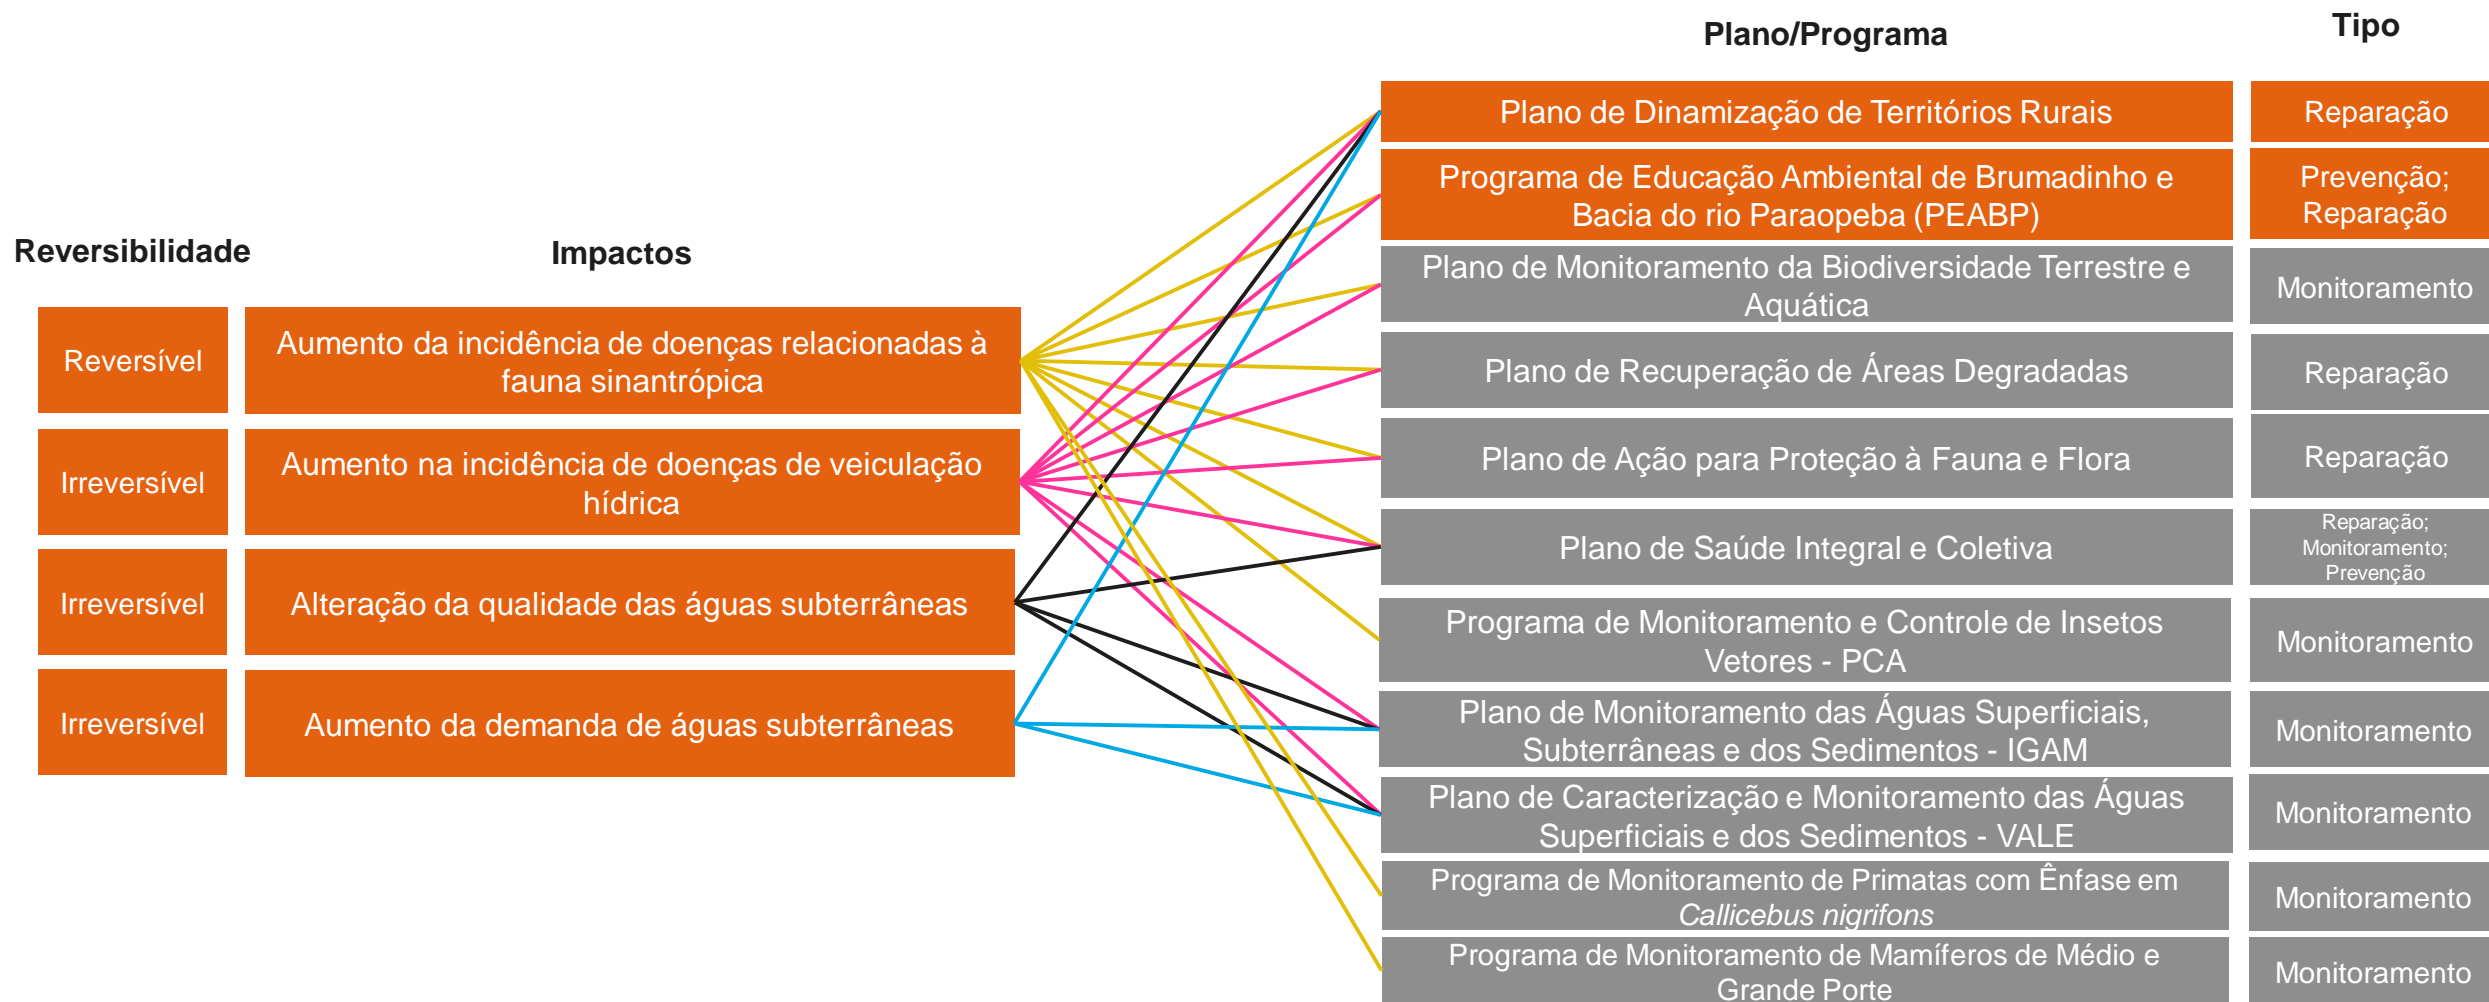 Plano/Programa
Tipo
Plano de Dinamização de Territórios Rurais
Reparação
Programa de Educação Ambiental de Brumadinho e
Bacia do rio Paraopeba (PEABP)
Prevenção;
Reparação
Plano de Monitoramento da Biodiversidade Terrestre e
Aquática
Monitoramento
Plano de Recuperação de Áreas Degradadas
Reparação
Plano de Ação para Proteção à Fauna e Flora
Reparação
Plano de Saúde Integral e Coletiva
Reparação;
Monitoramento;
Prevenção
Programa de Monitoramento e Controle de Insetos
Vetores - PCA
Monitoramento
Plano de Monitoramento das Águas Superficiais,
Subterrâneas e dos Sedimentos - IGAM
Monitoramento
Plano de Caracterização e Monitoramento das Águas
Superficiais e dos Sedimentos - VALE
Monitoramento
Programa de Monitoramento de Primatas com Ênfase em
Callicebus nigrifons
Monitoramento
Programa de Monitoramento de Mamíferos de Médio e
Grande Porte
Monitoramento
Reversibilidade
Impactos
Reversível
Aumento da incidência de doenças relacionadas à
fauna sinantrópica
Irreversível
Aumento na incidência de doenças de veiculação
hídrica
Irreversível
Alteração da qualidade das águas subterrâneas
Irreversível
Aumento da demanda de águas subterrâneas